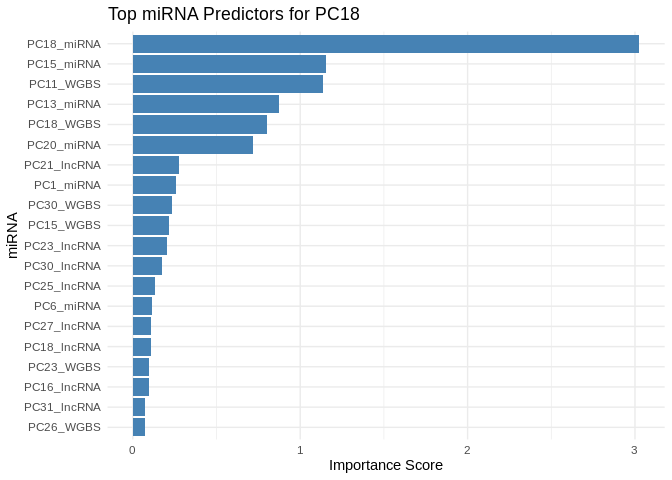 Top miRNA Predictors for PC18
miRNA
PC18_miRNA
PC15_miRNA
PC11_WGBS
PC13_miRNA
PC18_WGBS
PC20_miRNA
PC21_lncRNA
PC1_miRNA
PC30_WGBS
PC15_WGBS
PC23_lncRNA
PC30_lncRNA
PC25_lncRNA
PC6_miRNA
PC27_lncRNA
PC18_lncRNA
PC23_WGBS
PC16_lncRNA
PC31_lncRNA
PC26_WGBS
0 1 2 3
Importance Score